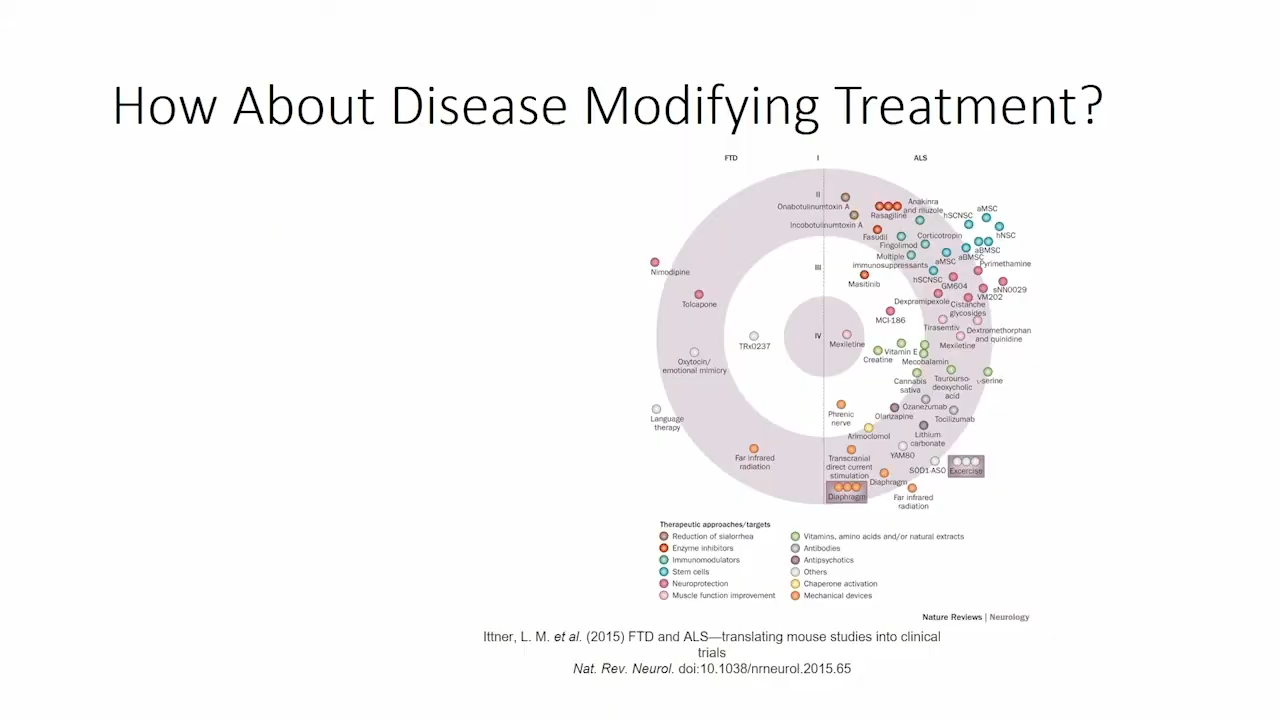 How About Disease Modifying Treatment?
FTD
I
ALS
II
Onabotulinumtoxin A
Incobotulinumtoxin A
Rasagiline
Anakinra
and riluzole
hSCNSC
aMSC
hNSC
Fasudil
Fingolimod
Corticotropin
aBMSC
Multiple
immunosuppressants
aMSC
aBMSC
Pyrimethamine
III
Masitinib
hSCNSC
GM604
sNN0029
VM202
Nimodipine
Tolcapone
Dexpramipexole
Cistanche
glycosides
MCI-186
Tirasemtiv
Dextromethorphan
and quinidine
IV
Mexiletine
Mexiletine
TRx0237
Oxytocin/
emotional mimicry
Creatine
Vitamin E
Mecobalamin
Cannabis
sativa
Taurourso-
deoxycholic
acid
L-serine
Language
therapy
Phrenic
nerve
Olanzapine
Ozanezumab
Tocilizumab
Arimoclomol
Lithium
carbonate
Far infrared
radiation
Transcranial
direct current
stimulation
YAM80
SOD1 ASO
Excercise
Diaphragm
Diaphragm
Far infrared
radiation
Therapeutic approaches/targets
Reduction of sialorrhea
Enzyme inhibitors
Immunomodulators
Stem cells
Neuroprotection
Muscle function improvement
Vitamins, amino acids and/or natural extracts
Antibodies
Antipsychotics
Others
Chaperone activation
Mechanical devices
Nature Reviews | Neurology
Ittner, L. M. et al. (2015) FTD and ALS—translating mouse studies into clinical
trials
Nat. Rev. Neurol. doi:10.1038/nrneurol.2015.65